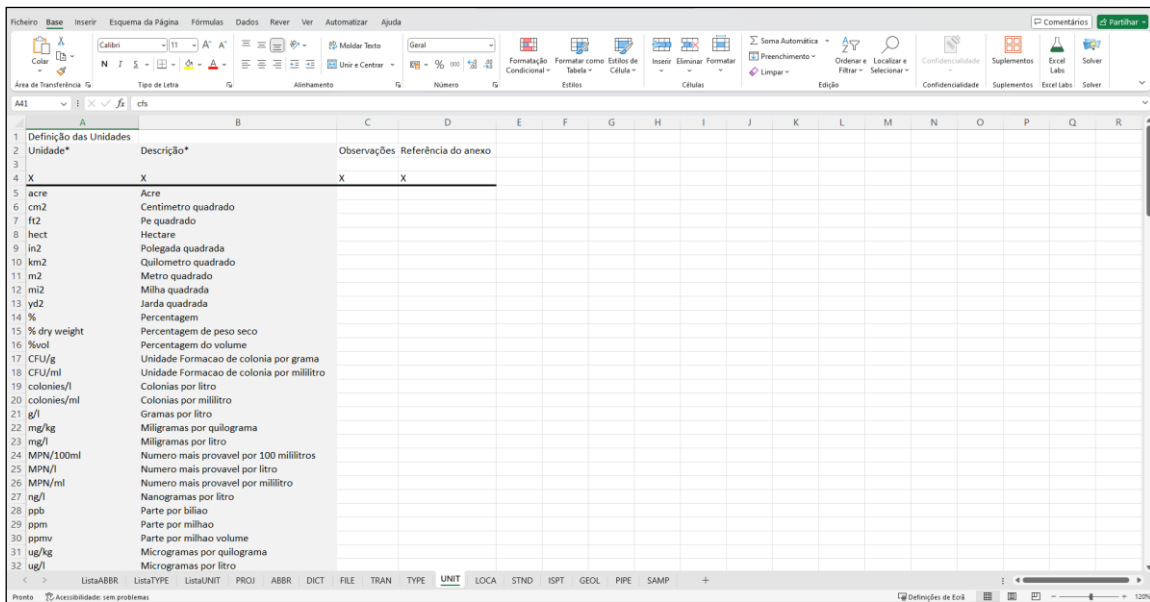 Ficheiro Base Inserir Esquema da Página Fórmulas Dados Rever Ver Automatizar Ajuda Comentários Partilhar
Calibri 11 A^ A˅ Moldar Texto Geral Soma Automática
Colar N I S A Unir e Centrar % 000 Formatação Condicional Formatar como Tabela Estilos de Célula Inserir Eliminar Formatar Preenchimento Limpar Ordenar e Filtrar Localizar e Selecionar Confidencialidade Suplementos Excel Labs Solver
Área de Transferência Tipo de Letra Alinhamento Número Estilos Células Edição Confidencialidade Suplementos Excel Labs Solver
A41 fx cfs
A B C D E F G H I J K L M N O P Q R
1 Definição das Unidades
2 Unidade* Descrição* Observações Referência do anexo
3
4 X X X X
5 acre Acre
6 cm2 Centimetro quadrado
7 ft2 Pe quadrado
8 hect Hectare
9 in2 Polegada quadrada
10 km2 Quilometro quadrado
11 m2 Metro quadrado
12 mi2 Milha quadrada
13 yd2 Jarda quadrada
14 % Percentagem
15 % dry weight Percentagem de peso seco
16 %vol Percentagem do volume
17 CFU/g Unidade Formacao de colonia por grama
18 CFU/ml Unidade Formacao de colonia por mililitro
19 colonies/l Colonias por litro
20 colonies/ml Colonias por mililitro
21 g/l Gramas por litro
22 mg/kg Miligramas por quilograma
23 mg/l Miligramas por litro
24 MPN/100ml Numero mais provavel por 100 mililitros
25 MPN/l Numero mais provavel por litro
26 MPN/ml Numero mais provavel por mililitro
27 ng/l Nanogramas por litro
28 ppb Parte por biliao
29 ppm Parte por milhao
30 ppmv Parte por milhao volume
31 ug/kg Microgramas por quilograma
32 ug/l Microgramas por litro
ListaABBR ListaTYPE ListaUNIT PROJ ABBR DICT FILE TRAN TYPE UNIT LOCA STND ISPT GEOL PIPE SAMP +
Pronto Acessibilidade: sem problemas Definições de Ecrã 120%